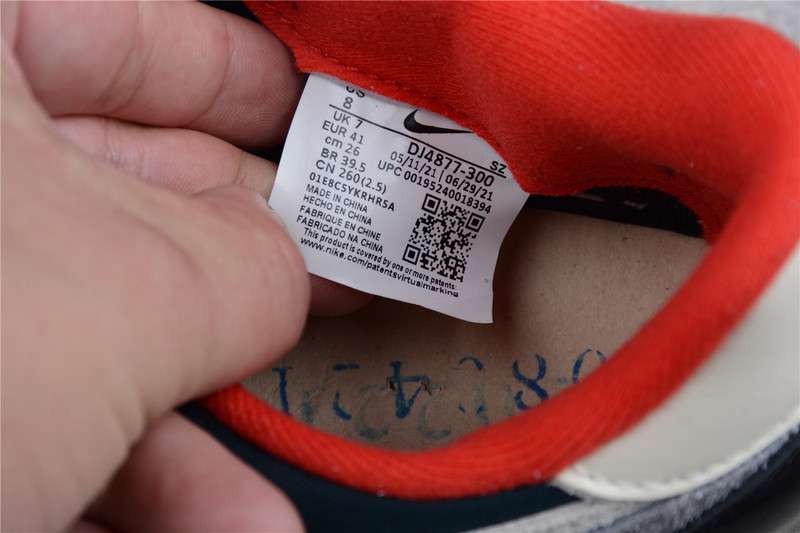 US
8
UK 7
EUR 41
cm 26
BR 39.5
CN 260(2.5)
01E8C5YKRHR5A
DJ4877-300
SZ
05/11/21 | 06/29/21
UPC 00195240018394
MADE IN CHINA
HECHO EN CHINA
FABRIQUE EN CHINE
FABRICADO NA CHINA
This product is covered by one or more patents:
www.nike.com/patentsvirtualmarking